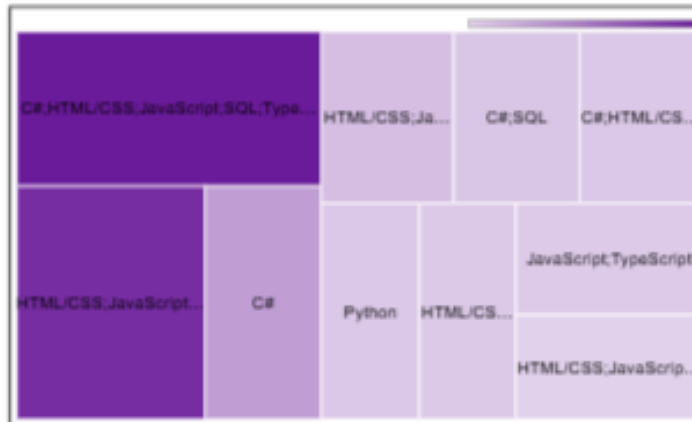 C#;HTML/CSS;JavaScript;SQL;Type...
HTML/CSS;Ja...
C#;SQL
C#;HTML/CS...
HTML/CSS;JavaScript...
C#
Python
HTML/CS...
JavaScript;TypeScript
HTML/CSS;JavaScrip...